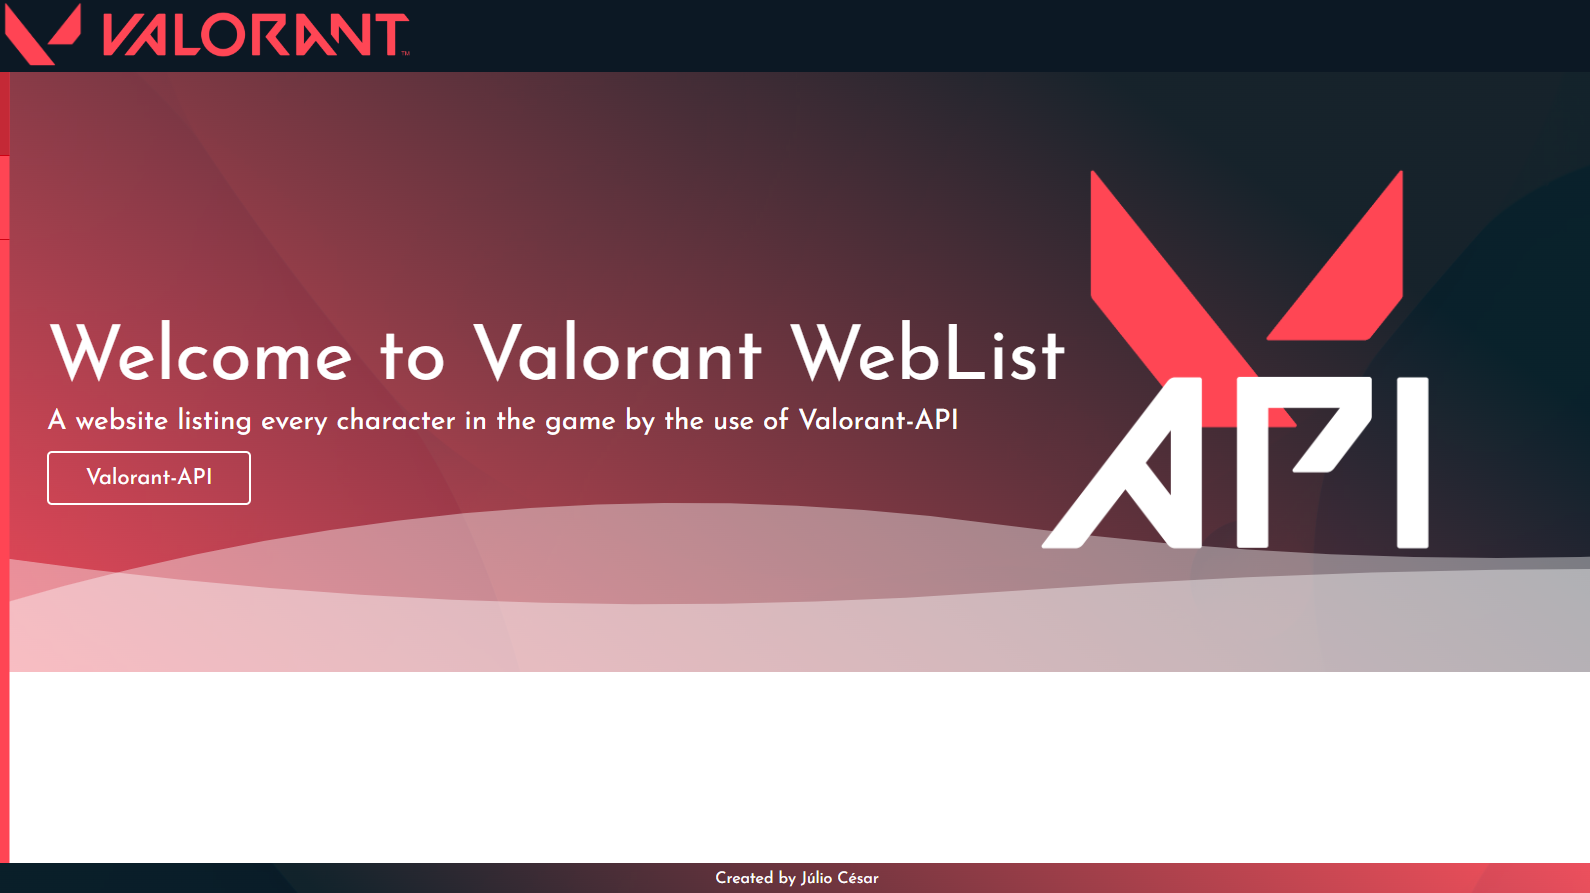 VALORANT™
Welcome to Valorant WebList
A website listing every character in the game by the use of Valorant-API
Valorant-API
API
Created by Júlio César